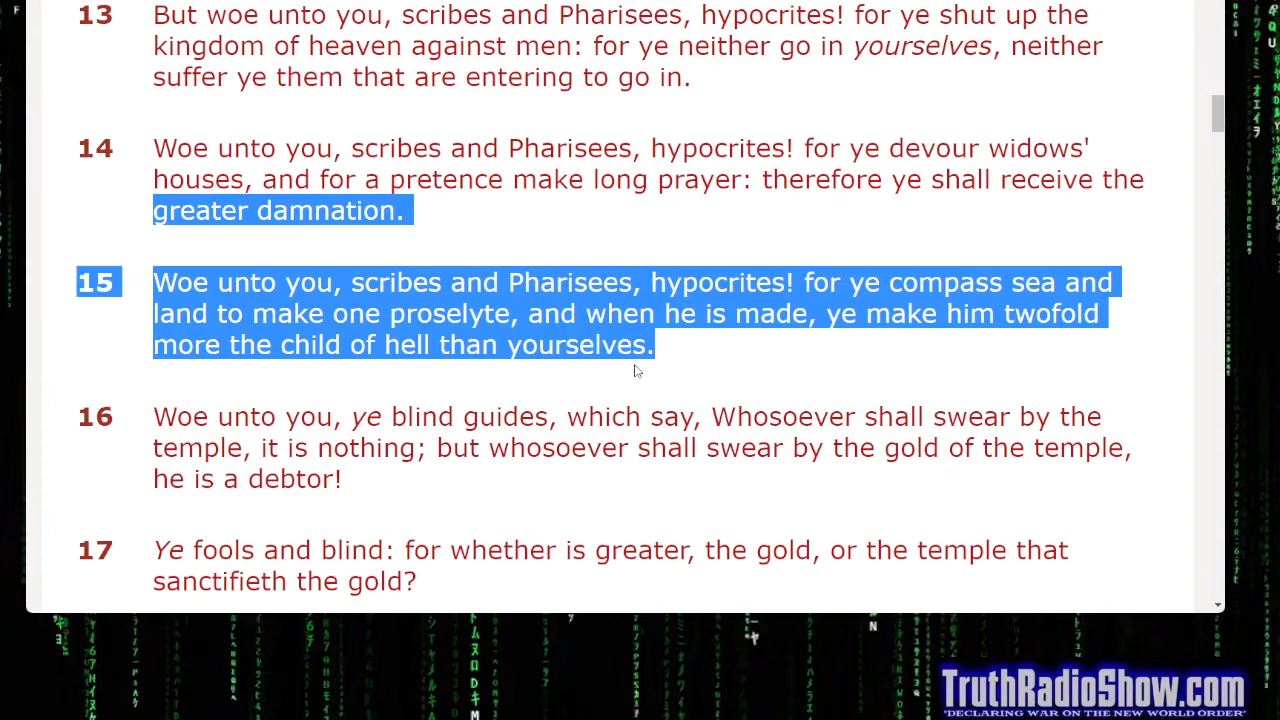 13 But woe unto you, scribes and Pharisees, hypocrites! for ye shut up the
kingdom of heaven against men: for ye neither go in yourselves, neither
suffer ye them that are entering to go in.
14 Woe unto you, scribes and Pharisees, hypocrites! for ye devour widows'
houses, and for a pretence make long prayer: therefore ye shall receive the
greater damnation.
15 Woe unto you, scribes and Pharisees, hypocrites! for ye compass sea and
land to make one proselyte, and when he is made, ye make him twofold
more the child of hell than yourselves.
16 Woe unto you, ye blind guides, which say, Whosoever shall swear by the
temple, it is nothing; but whosoever shall swear by the gold of the temple,
he is a debtor!
17 Ye fools and blind: for whether is greater, the gold, or the temple that
sanctifieth the gold?
TruthRadioShow.com
"DECLARING WAR ON THE NEW WORLD ORDER"